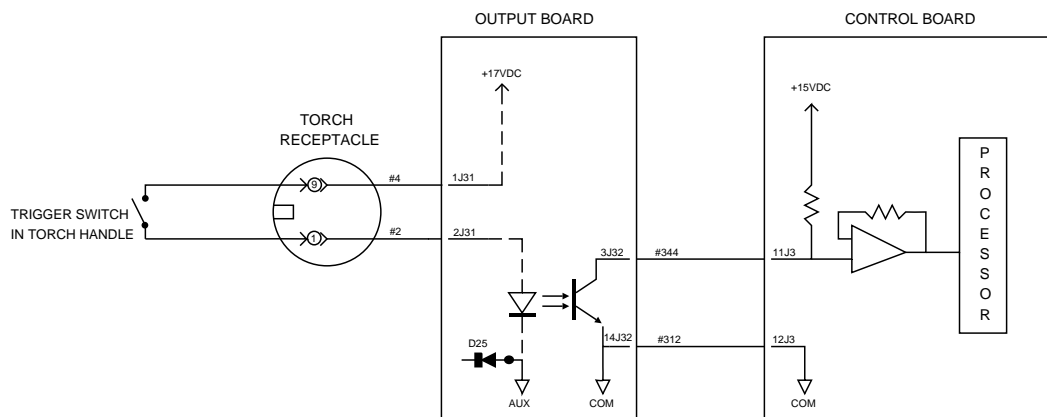 OUTPUT BOARD
CONTROL BOARD
+17VDC
+15VDC
TORCH
RECEPTACLE
TRIGGER SWITCH
IN TORCH HANDLE
9
#4
1J31
1
#2
2J31
3J32
#344
11J3
14J32
#312
12J3
D25
AUX
COM
COM
PROCESSOR